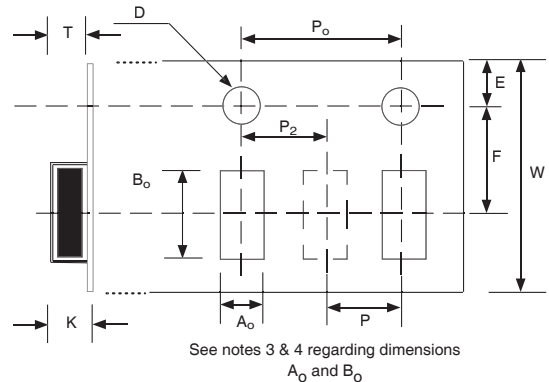 T
D
Po
E
P2
F
W
Bo
K
Ao
P
See notes 3 & 4 regarding dimensions
Ao and Bo